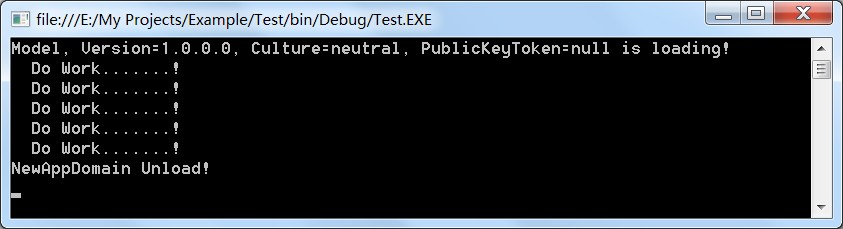 file:///E:/My Projects/Example/Test/bin/Debug/Test.EXE
Model, Version=1.0.0.0, Culture=neutral, PublicKeyToken=null is loading!
  Do Work.......!
  Do Work.......!
  Do Work.......!
  Do Work.......!
  Do Work.......!
NewAppDomain Unload!